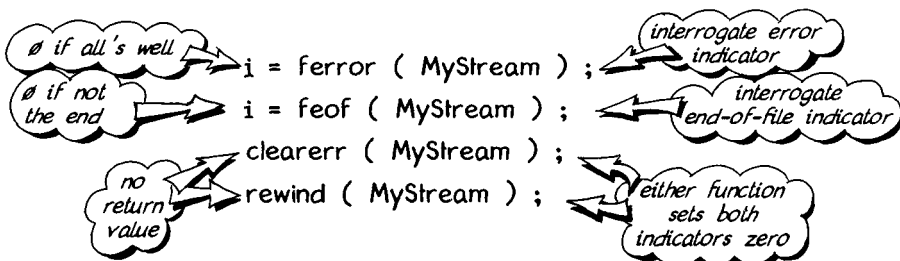 ø if all's well
i = ferror ( MyStream ) ;
interrogate error
indicator
ø if not
the end
i = feof ( MyStream ) ;
interrogate
end-of-file indicator
clearerr ( MyStream ) ;
no
return
value
rewind ( MyStream ) ;
either function
sets both
indicators zero